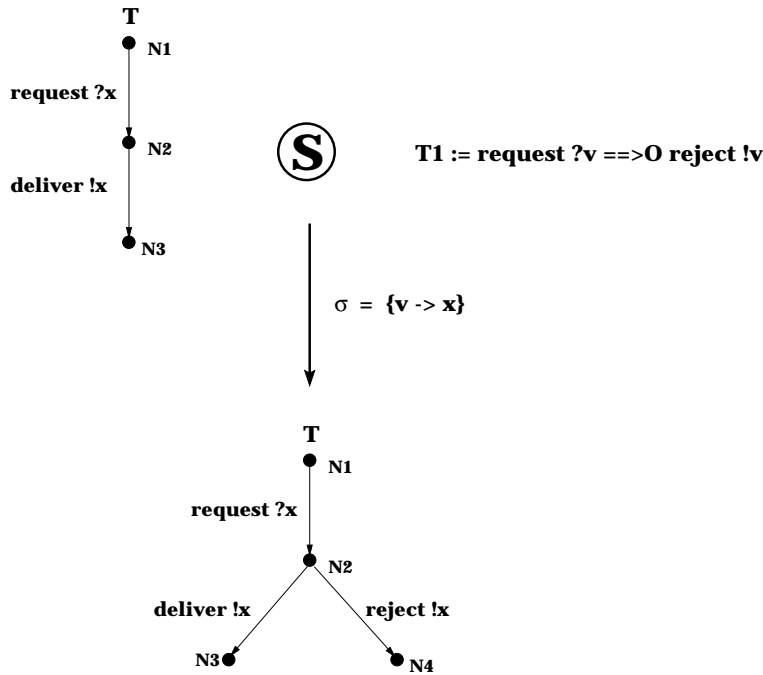 T
N1
request ?x
N2
deliver !x
N3
S
T1 := request ?v ==>O reject !v
σ = {v -> x}
T
N1
request ?x
N2
deliver !x
reject !x
N3
N4